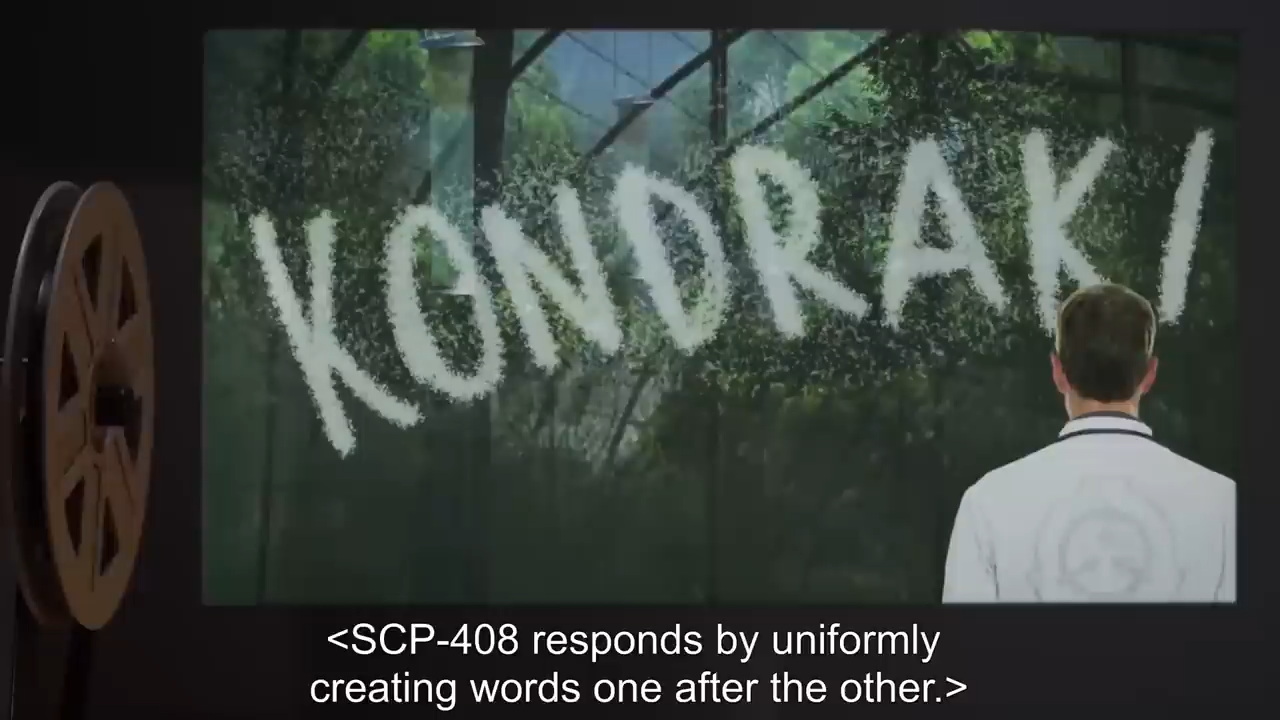 KONDRAKI
<SCP-408 responds by uniformly
creating words one after the other.>